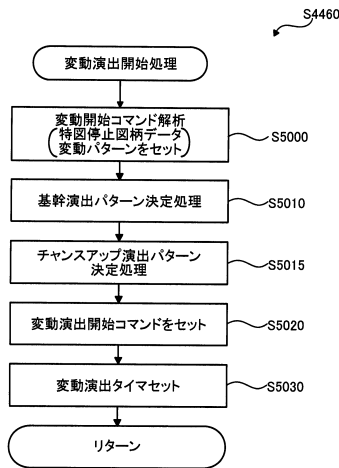 S4460
変動演出開始処理
変動開始コマンド解析
(特図停止図柄データ
変動パターンをセット)
S5000
基幹演出パターン決定処理
S5010
チャンスアップ演出パターン
決定処理
S5015
変動演出開始コマンドをセット
S5020
変動演出タイマセット
S5030
リターン